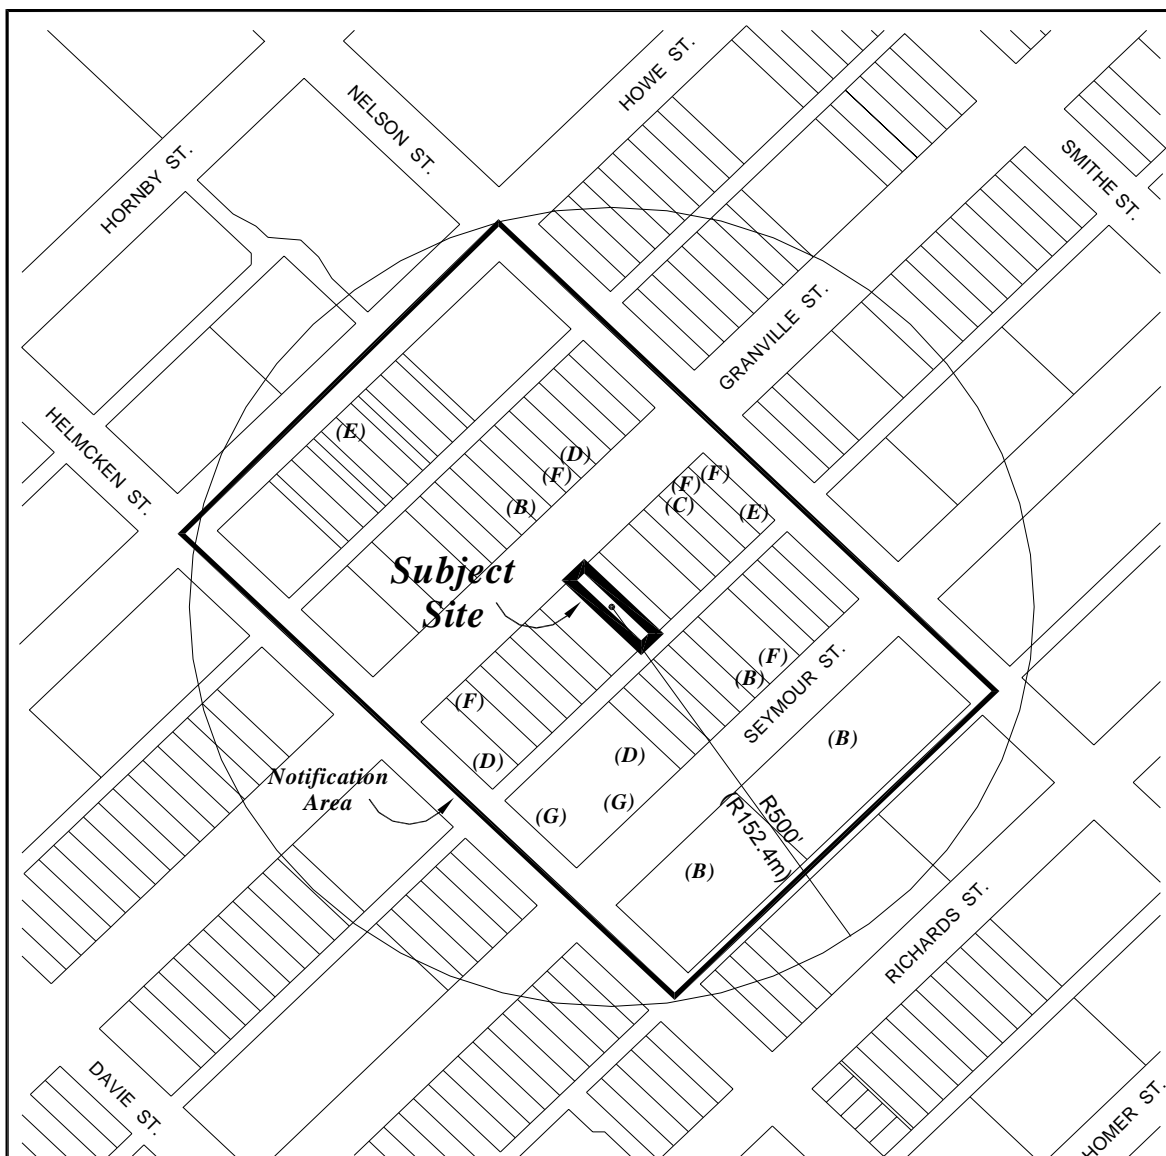 HOWE ST.
NELSON ST.
HORNBY ST.
SMITHE ST.
GRANVILLE ST.
HELMCKEN ST.
(E)
(D)
(F)
(B)
(F)
(F)
(C)
(E)
Subject
Site
(F)
(B)
SEYMOUR ST.
(F)
(D)
(D)
(B)
Notification
Area
(G)
(G)
R500'
(R152.4m)
(B)
RICHARDS ST.
DAVIE ST.
HOMER ST.